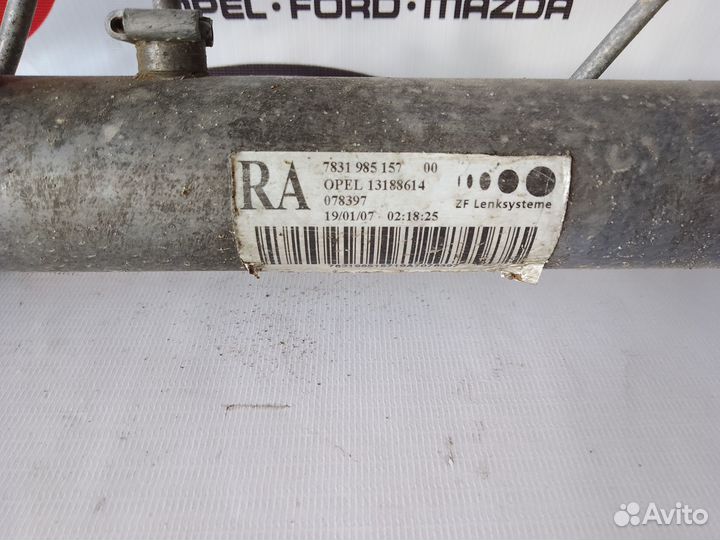 OPEL • FORD • MAZDA
RA
7831 985 157 00
OPEL 13188614
078397
19/01/07 02:18:25
ZF Lenksysteme
Avito